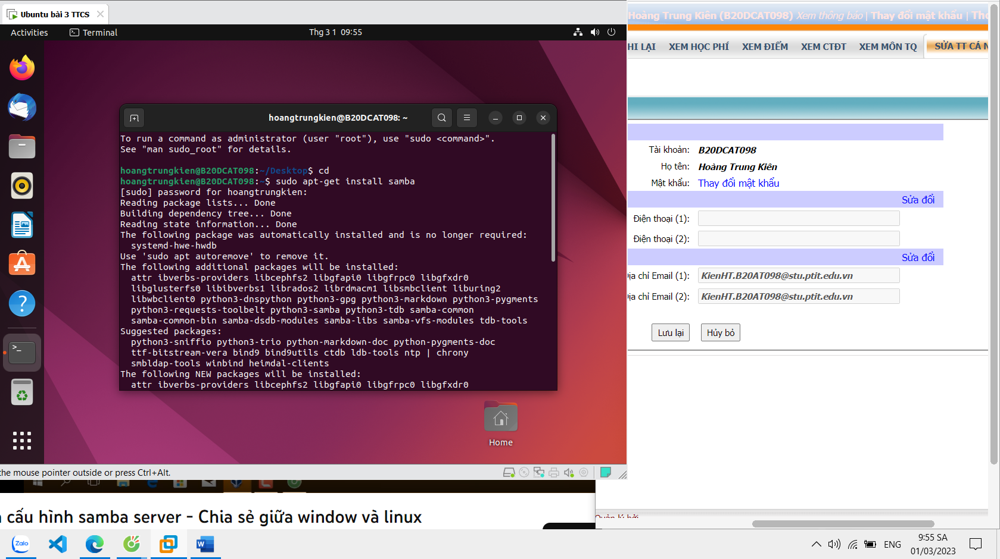 Ubuntu bài 3 TTCS
Activities
Terminal
Thg 3 1 09:55
hoangtrungkien@B20DCAT098: ~
To run a command as administrator (user "root"), use "sudo <command>".
See "man sudo_root" for details.
hoangtrungkien@B20DCAT098:~/Desktop$ cd
hoangtrungkien@B20DCAT098:~$ sudo apt-get install samba
[sudo] password for hoangtrungkien:
Reading package lists... Done
Building dependency tree... Done
Reading state information... Done
The following package was automatically installed and is no longer required:
systemd-hwe-hwdb
Use 'sudo apt autoremove' to remove it.
The following additional packages will be installed:
attr ibverbs-providers libcephfs2 libgfapi0 libgfrpc0 libgfxdr0
libglusterfs0 libibverbs1 librados2 librdmacm1 libsmbclient liburing2
libwbclient0 python3-dnspython python3-gpg python3-markdown python3-pygments
python3-requests-toolbelt python3-samba python3-tdb samba-common
samba-common-bin samba-dsdb-modules samba-libs samba-vfs-modules tdb-tools
Suggested packages:
python3-sniffio python3-trio python-markdown-doc python-pygments-doc
ttf-bitstream-vera bind9 bind9utils ctdb ldb-tools ntp | chrony
smbldap-tools winbind heimdal-clients
The following NEW packages will be installed:
attr ibverbs-providers libcephfs2 libgfapi0 libgfrpc0 libgfxdr0
Home
the mouse pointer outside or press Ctrl+Alt.
cấu hình samba server - Chia sẻ giữa window và linux
Hoàng Trung Kiên (B20DCAT098) Xem thông báo | Thay đổi mật khẩu | Tho
HI LẠI XEM HỌC PHÍ XEM ĐIỂM XEM CTĐT XEM MÔN TQ SỬA TT CÁ N
Tài khoản: B20DCAT098
Họ tên: Hoàng Trung Kiên
Mật khẩu: Thay đổi mật khẩu
Sửa đổi
Điện thoại (1):
Điện thoại (2):
Sửa đổi
Địa chỉ Email (1): KienHT.B20AT098@stu.ptit.edu.vn
Địa chỉ Email (2): KienHT.B20AT098@stu.ptit.edu.vn
Lưu lại Hủy bỏ
Quản lý bởi
Zalo
ENG
9:55 SA
01/03/2023